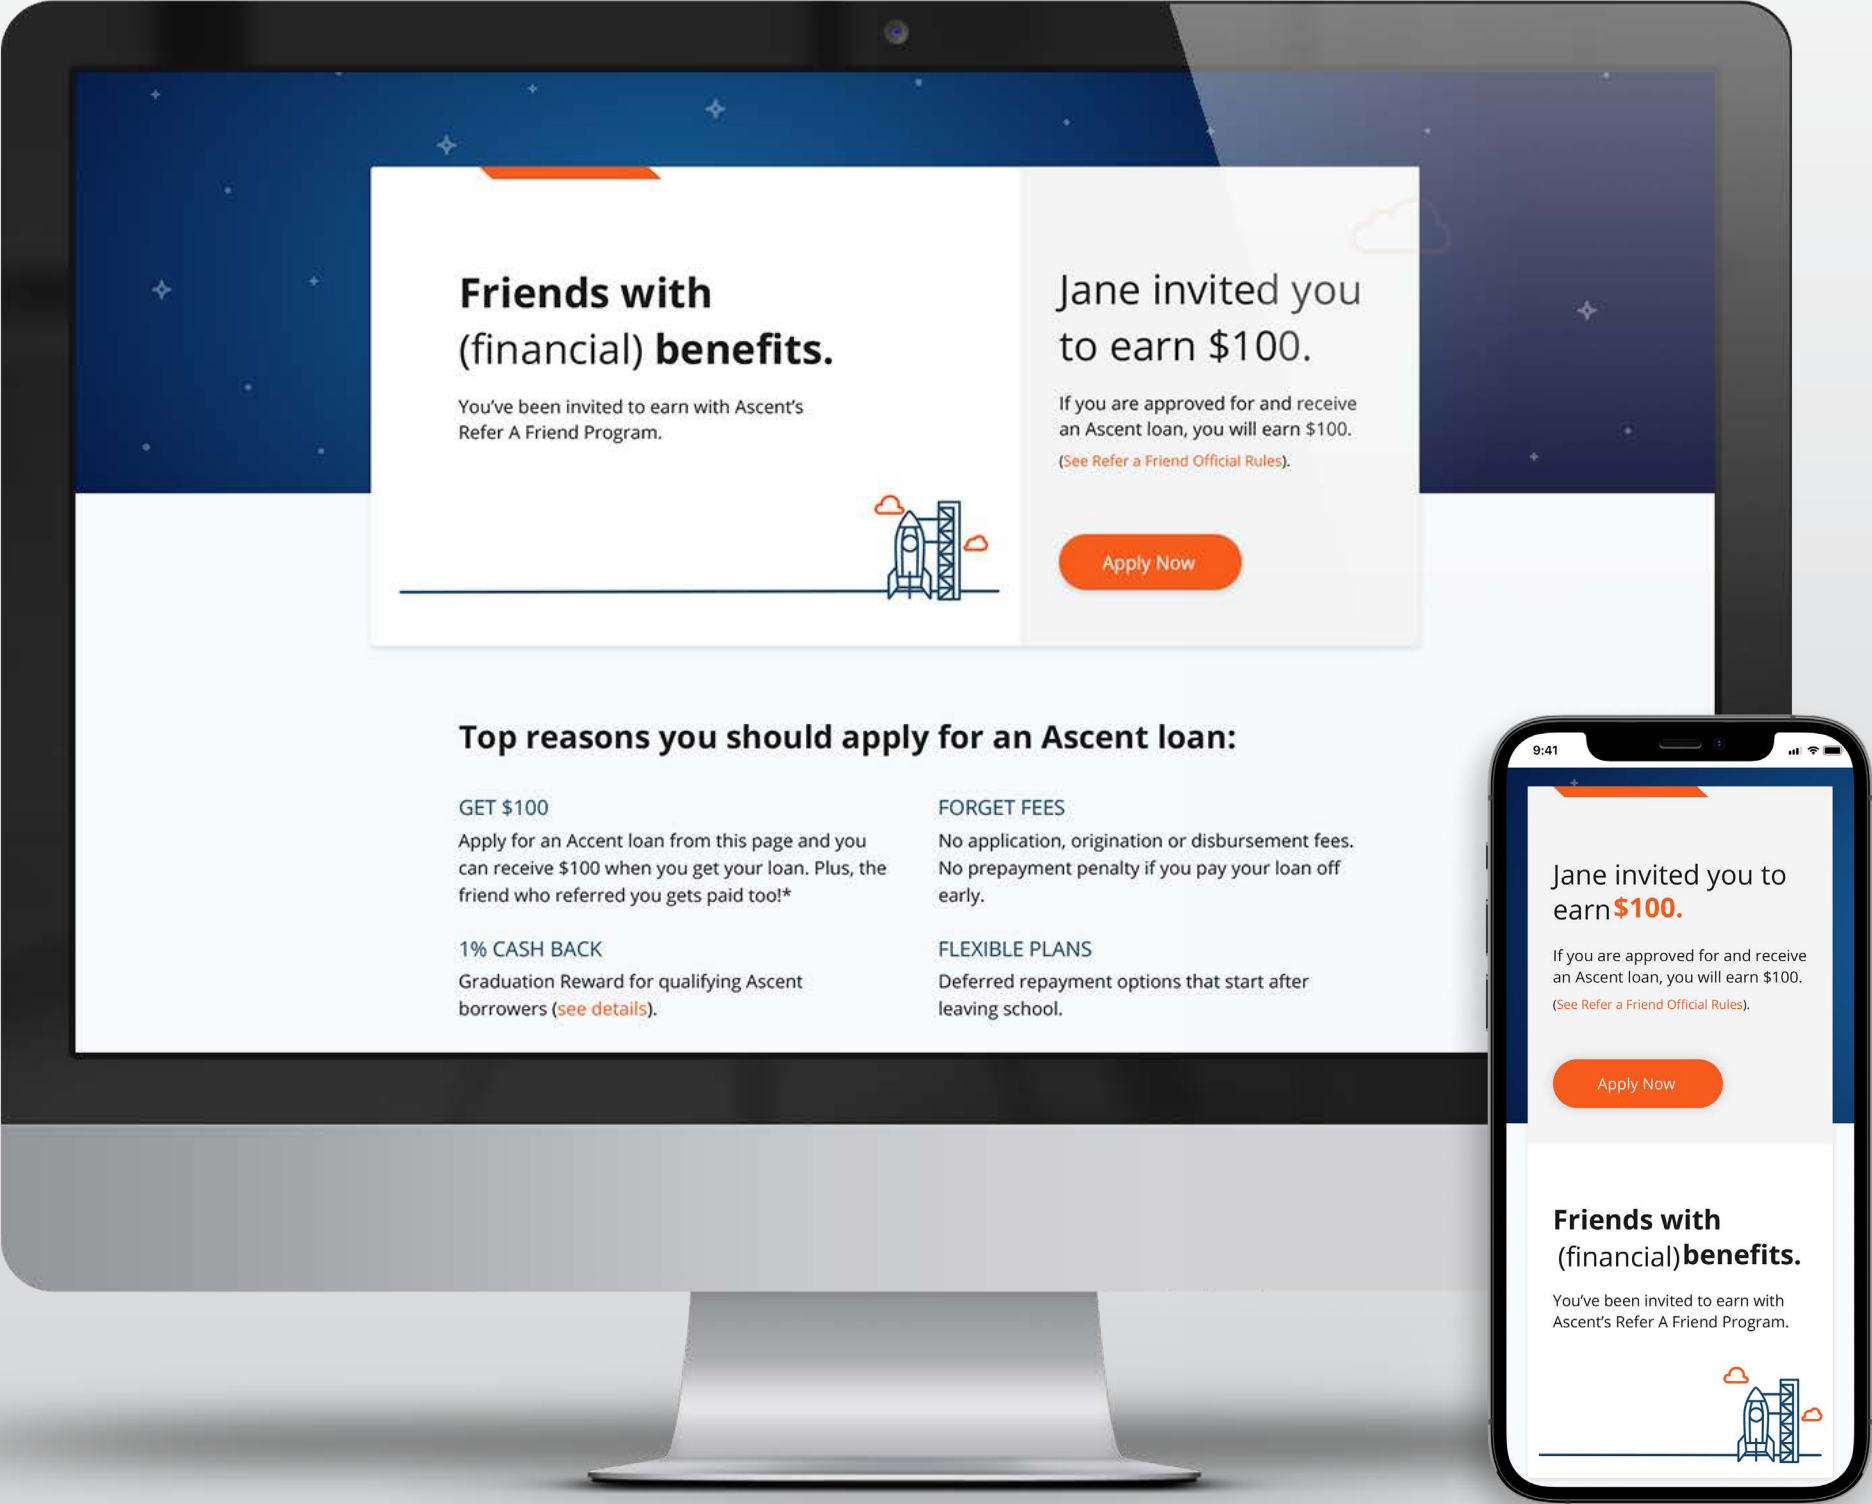 Friends with
(financial) benefits.
You've been invited to earn with Ascent's
Refer A Friend Program.
Jane invited you
to earn $100.
If you are approved for and receive
an Ascent loan, you will earn $100.
(See Refer a Friend Official Rules).
Apply Now
Top reasons you should apply for an Ascent loan:
GET $100
Apply for an Accent loan from this page and you
can receive $100 when you get your loan. Plus, the
friend who referred you gets paid too!*
FORGET FEES
No application, origination or disbursement fees.
No prepayment penalty if you pay your loan off
early.
1% CASH BACK
Graduation Reward for qualifying Ascent
borrowers (see details).
FLEXIBLE PLANS
Deferred repayment options that start after
leaving school.
9:41
Jane invited you to
earn $100.
If you are approved for and receive
an Ascent loan, you will earn $100.
(See Refer a Friend Official Rules).
Apply Now
Friends with
(financial) benefits.
You've been invited to earn with
Ascent's Refer A Friend Program.